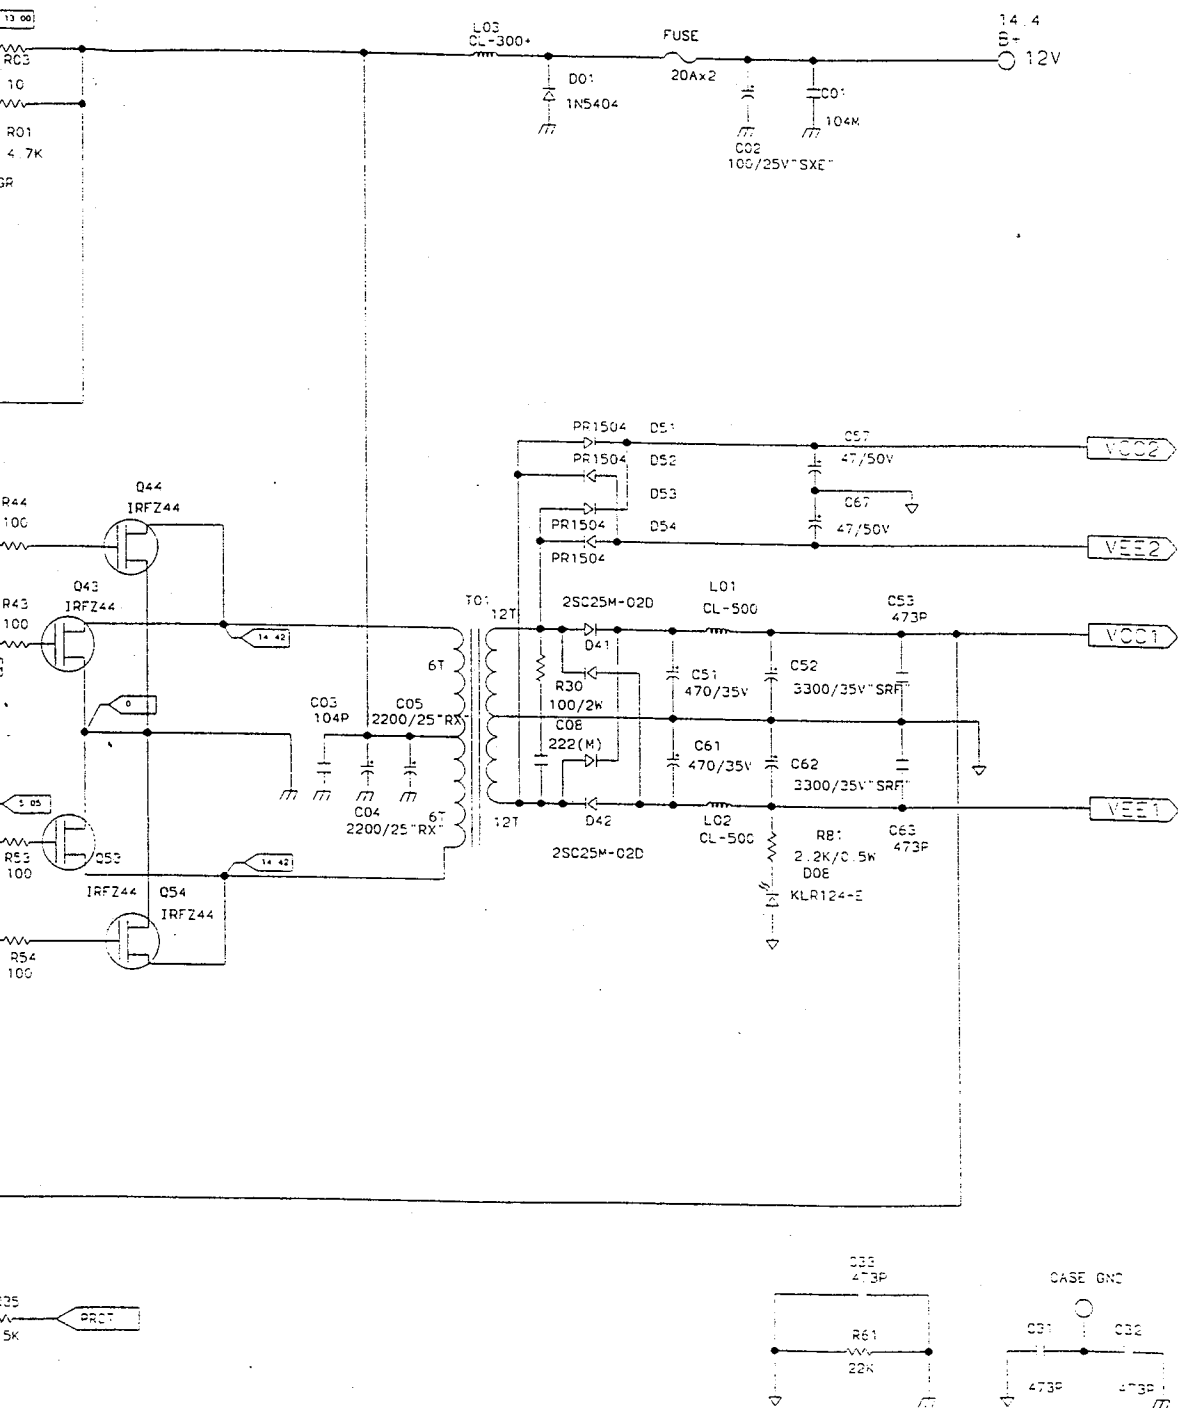 13 00
RC3
10
R01
4.7K
GR
L03
CL-300+
D01
1N5404
FUSE
20Ax2
14.4
B+
12V
C01
104M
C02
100/25V"SXE"
PR1504
D51
PR1504
D52
D53
PR1504
D54
PR1504
C57
47/50V
C67
47/50V
VCC2
VEE2
R44
100
Q44
IRFZ44
Q43
IRFZ44
R43
100
14 42
0
T01
12T
6T
6T
12T
2SC25M-02D
D41
R30
100/2W
C08
222(M)
D42
2SC25M-02D
L01
CL-500
C53
473P
VCC1
C51
470/35V
C52
3300/35V"SRF"
C61
470/35V
C62
3300/35V"SRF"
L02
CL-500
C63
473P
VEE1
C03
104P
C05
2200/25"RX"
C04
2200/25"RX"
5 05
R53
100
Q53
IRFZ44
14 42
Q54
IRFZ44
R54
100
R81
2.2K/0.5W
D08
KLR124-E
35
5K
PROT
C33
473P
R61
22K
CASE GND
C31
C32
473P
473P